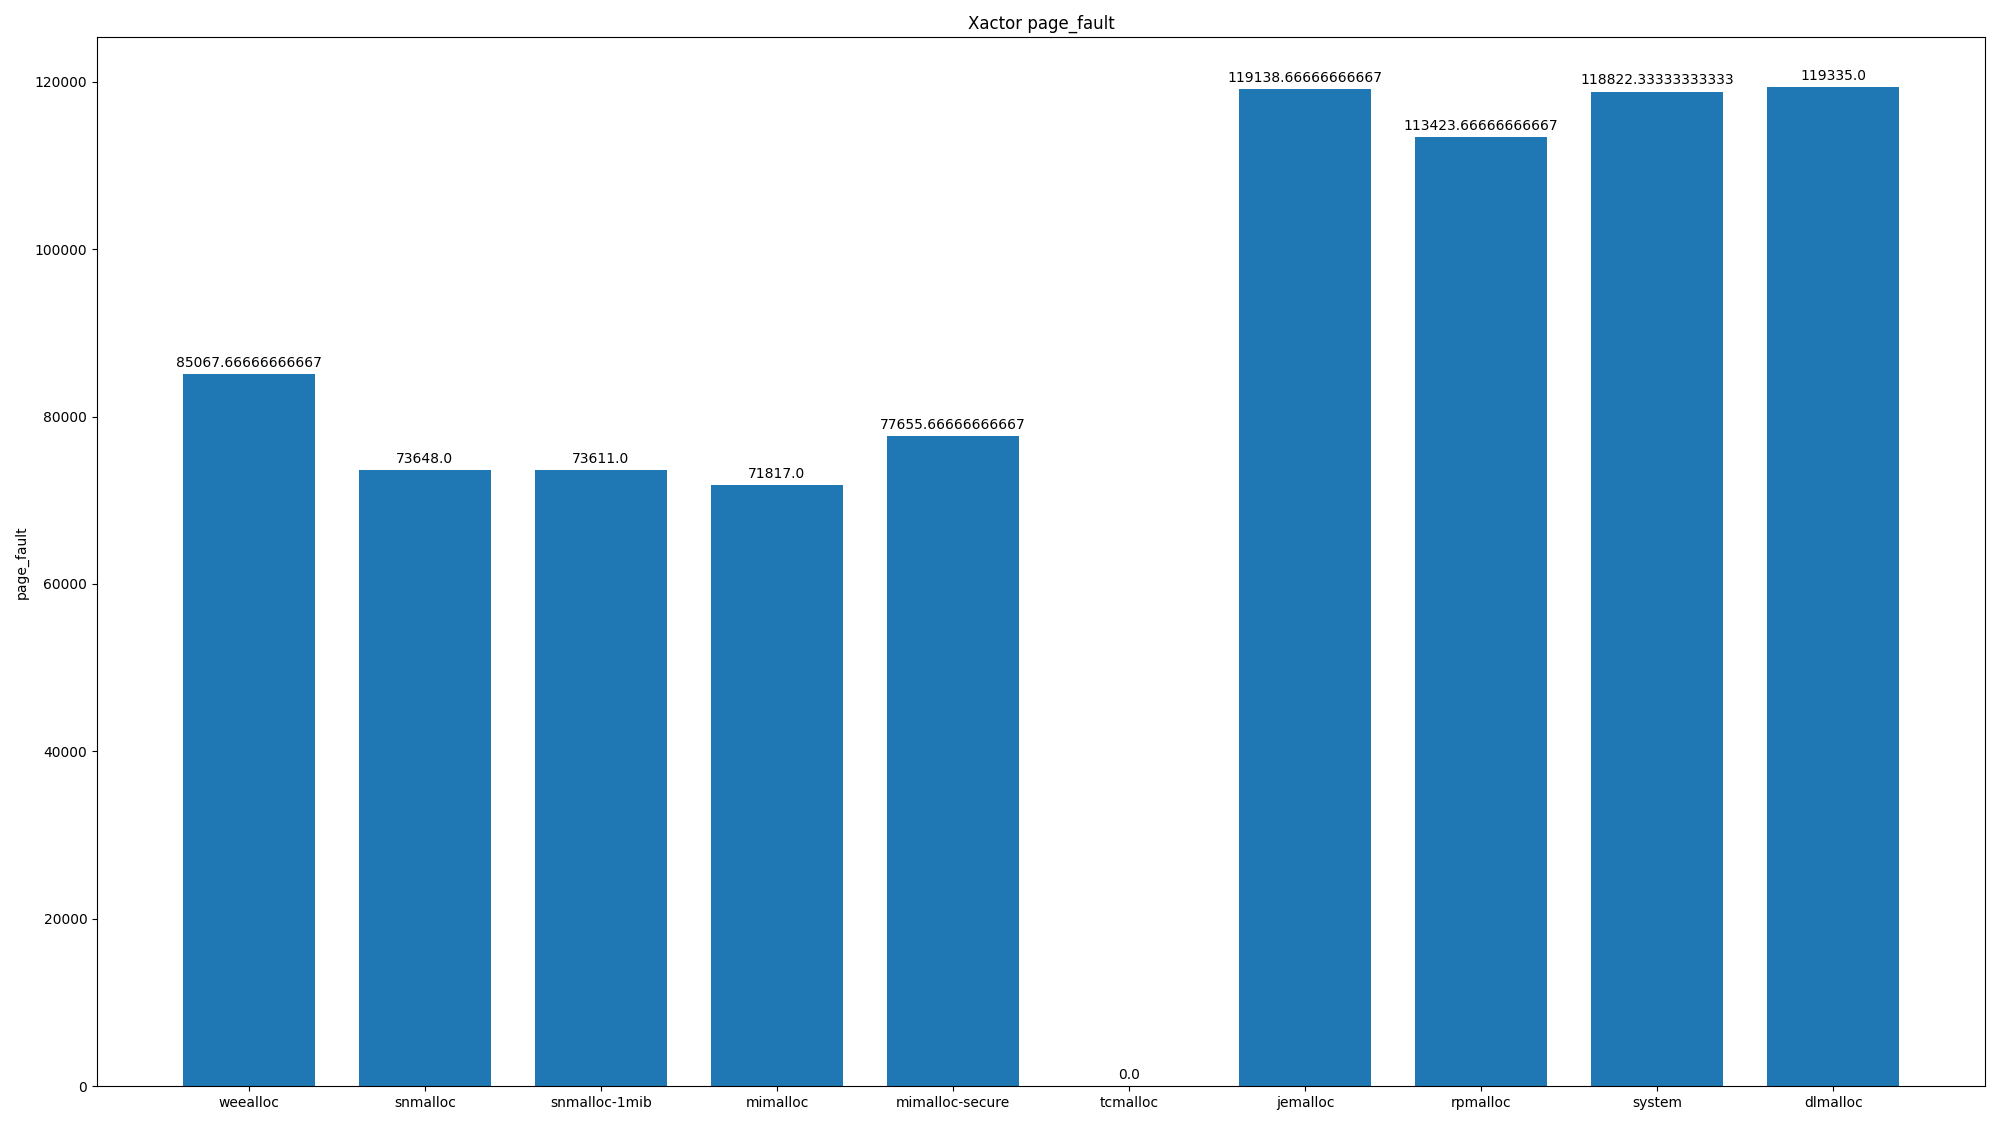 Xactor page_fault
page_fault
120000
100000
80000
60000
40000
20000
0
85067.66666666667
73648.0
73611.0
71817.0
77655.66666666667
0.0
119138.66666666667
113423.66666666667
118822.33333333333
119335.0
weealloc
snmalloc
snmalloc-1mib
mimalloc
mimalloc-secure
tcmalloc
jemalloc
rpmalloc
system
dlmalloc